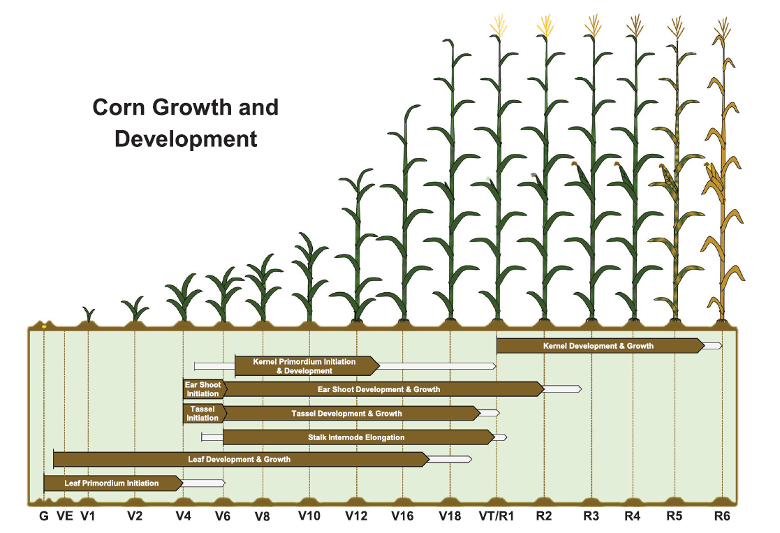 Corn Growth and
Development
Kernel Development & Growth
Kernel Primordium Initiation
& Development
Ear Shoot
Initiation
Ear Shoot Development & Growth
Tassel
Initiation
Tassel Development & Growth
Stalk Internode Elongation
Leaf Development & Growth
Leaf Primordium Initiation
G VE V1 V2 V4 V6 V8 V10 V12 V16 V18 VT/R1 R2 R3 R4 R5 R6